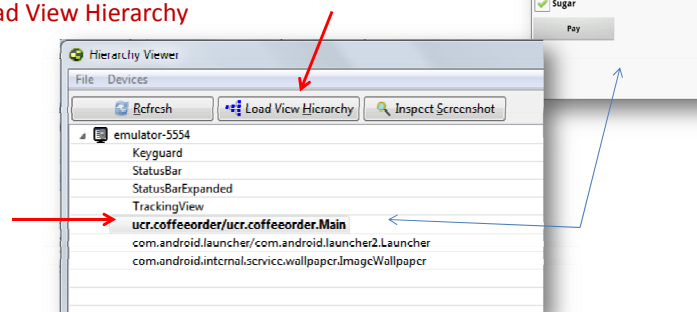 ad View Hierarchy
Sugar
Pay
Hierarchy Viewer
File Devices
Refresh Load View Hierarchy Inspect Screenshot
emulator-5554
Keyguard
StatusBar
StatusBarExpanded
TrackingView
ucr.coffeeorder/ucr.coffeeorder.Main
com.android.launcher/com.android.launcher2.Launcher
com.android.internal.service.wallpaper.ImageWallpaper